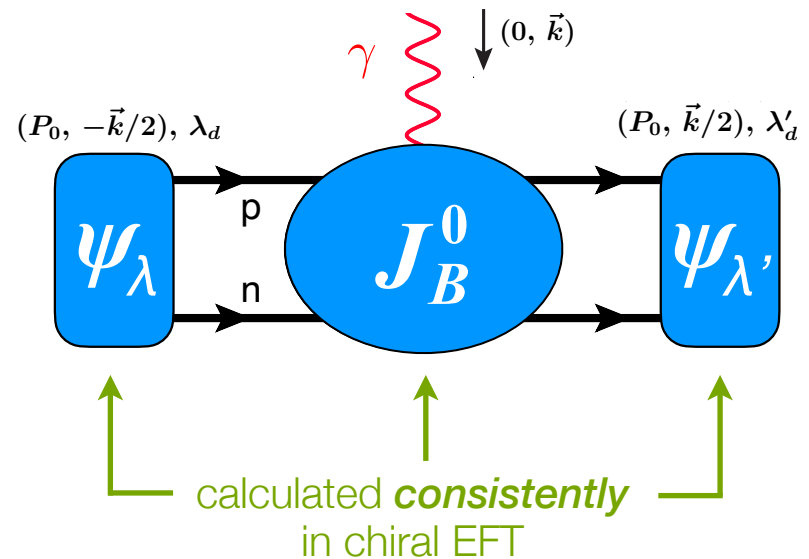 γ
(0, k⃗)
(P₀, −k⃗/2), λ_d
(P₀, k⃗/2), λ′_d
ψ_λ
p
n
J_B^0
ψ_λ’
calculated consistently
in chiral EFT